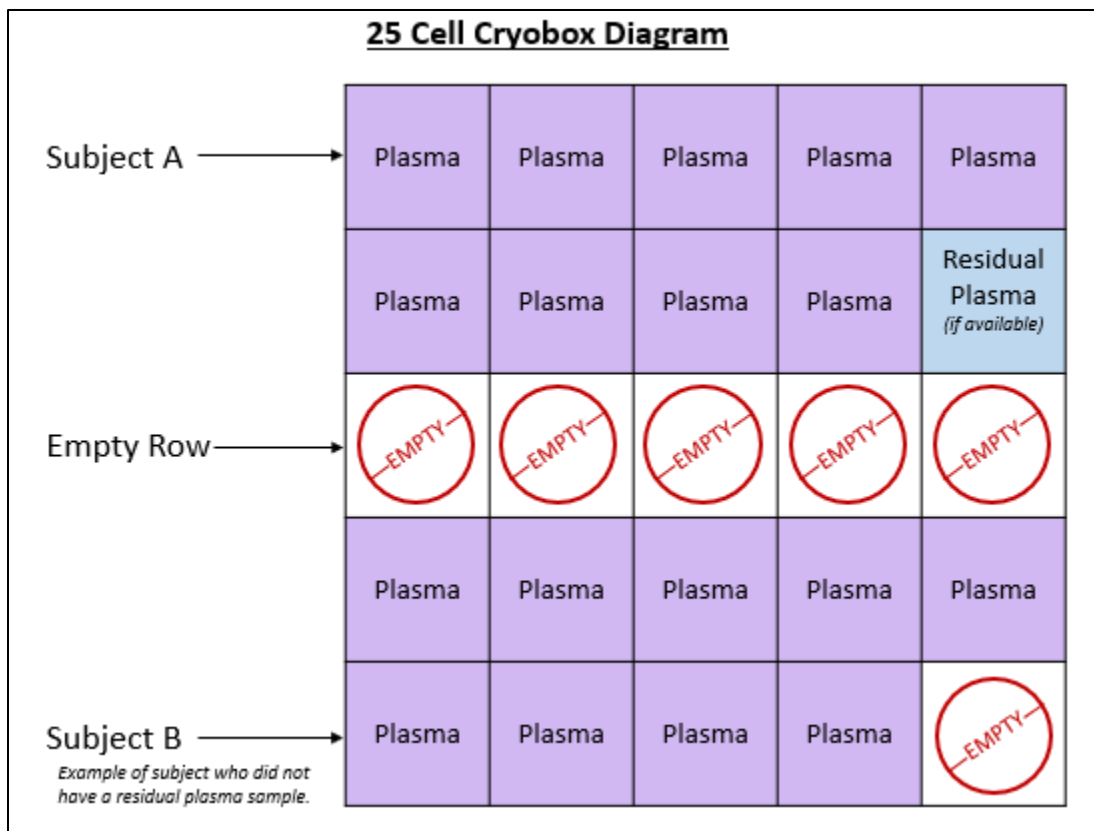 25 Cell Cryobox Diagram
Subject A
Plasma Plasma Plasma Plasma Plasma
Plasma Plasma Plasma Plasma Residual
Plasma
(if available)
Empty Row
EMPTY EMPTY EMPTY EMPTY EMPTY
Plasma Plasma Plasma Plasma Plasma
Subject B
Example of subject who did not
have a residual plasma sample.
Plasma Plasma Plasma Plasma EMPTY